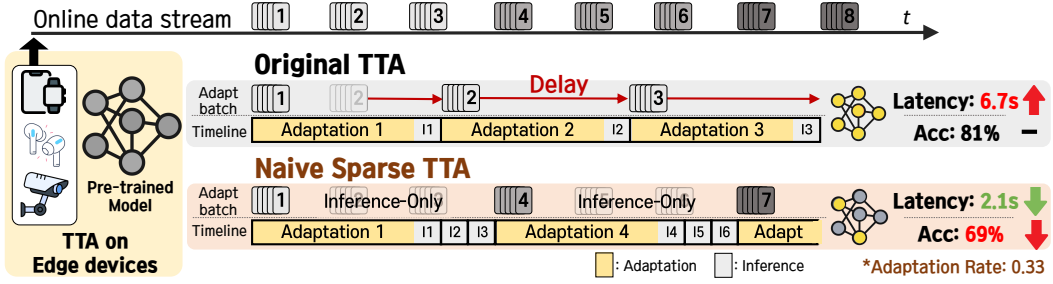 Online data stream
1 2 3 4 5 6 7 8 t
Original TTA
Adapt batch
1 2 2 3
Delay
Timeline
Adaptation 1 I1 Adaptation 2 I2 Adaptation 3 I3
Latency: 6.7s
Acc: 81%
Pre-trained
Model
TTA on
Edge devices
Naive Sparse TTA
Adapt batch
1 2 3 4 5 6 7
Inference-Only Inference-Only
Timeline
Adaptation 1 I1 I2 I3 Adaptation 4 I4 I5 I6 Adapt
Latency: 2.1s
Acc: 69%
: Adaptation : Inference
*Adaptation Rate: 0.33